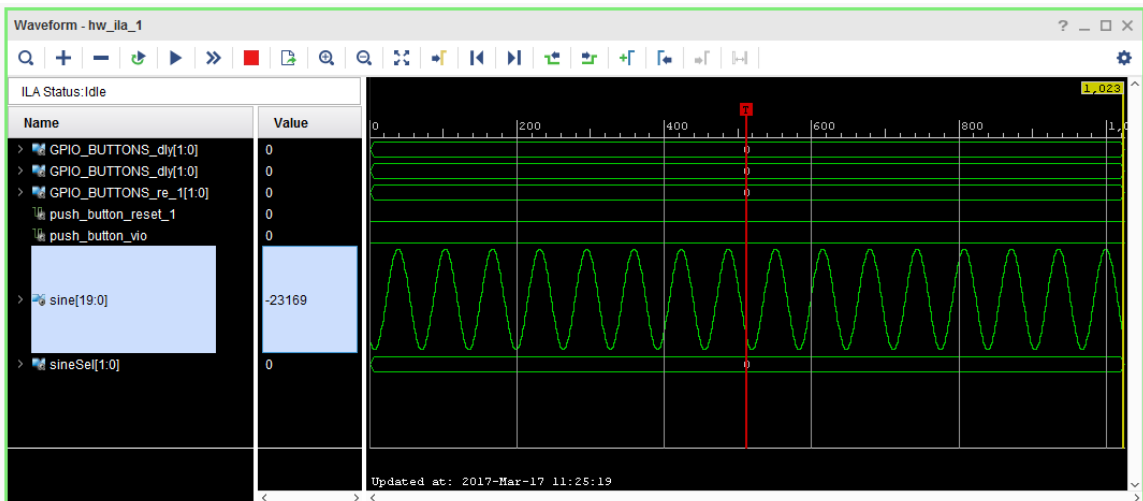 Waveform - hw_ila_1
ILA Status:Idle
1,023
Name Value
0 200 400 600 800 1,0
T
GPIO_BUTTONS_dly[1:0] 0 0
GPIO_BUTTONS_dly[1:0] 0 0
GPIO_BUTTONS_re_1[1:0] 0 0
push_button_reset_1 0
push_button_vio 0
sine[19:0] -23169
sineSel[1:0] 0 0
Updated at: 2017-Mar-17 11:25:19